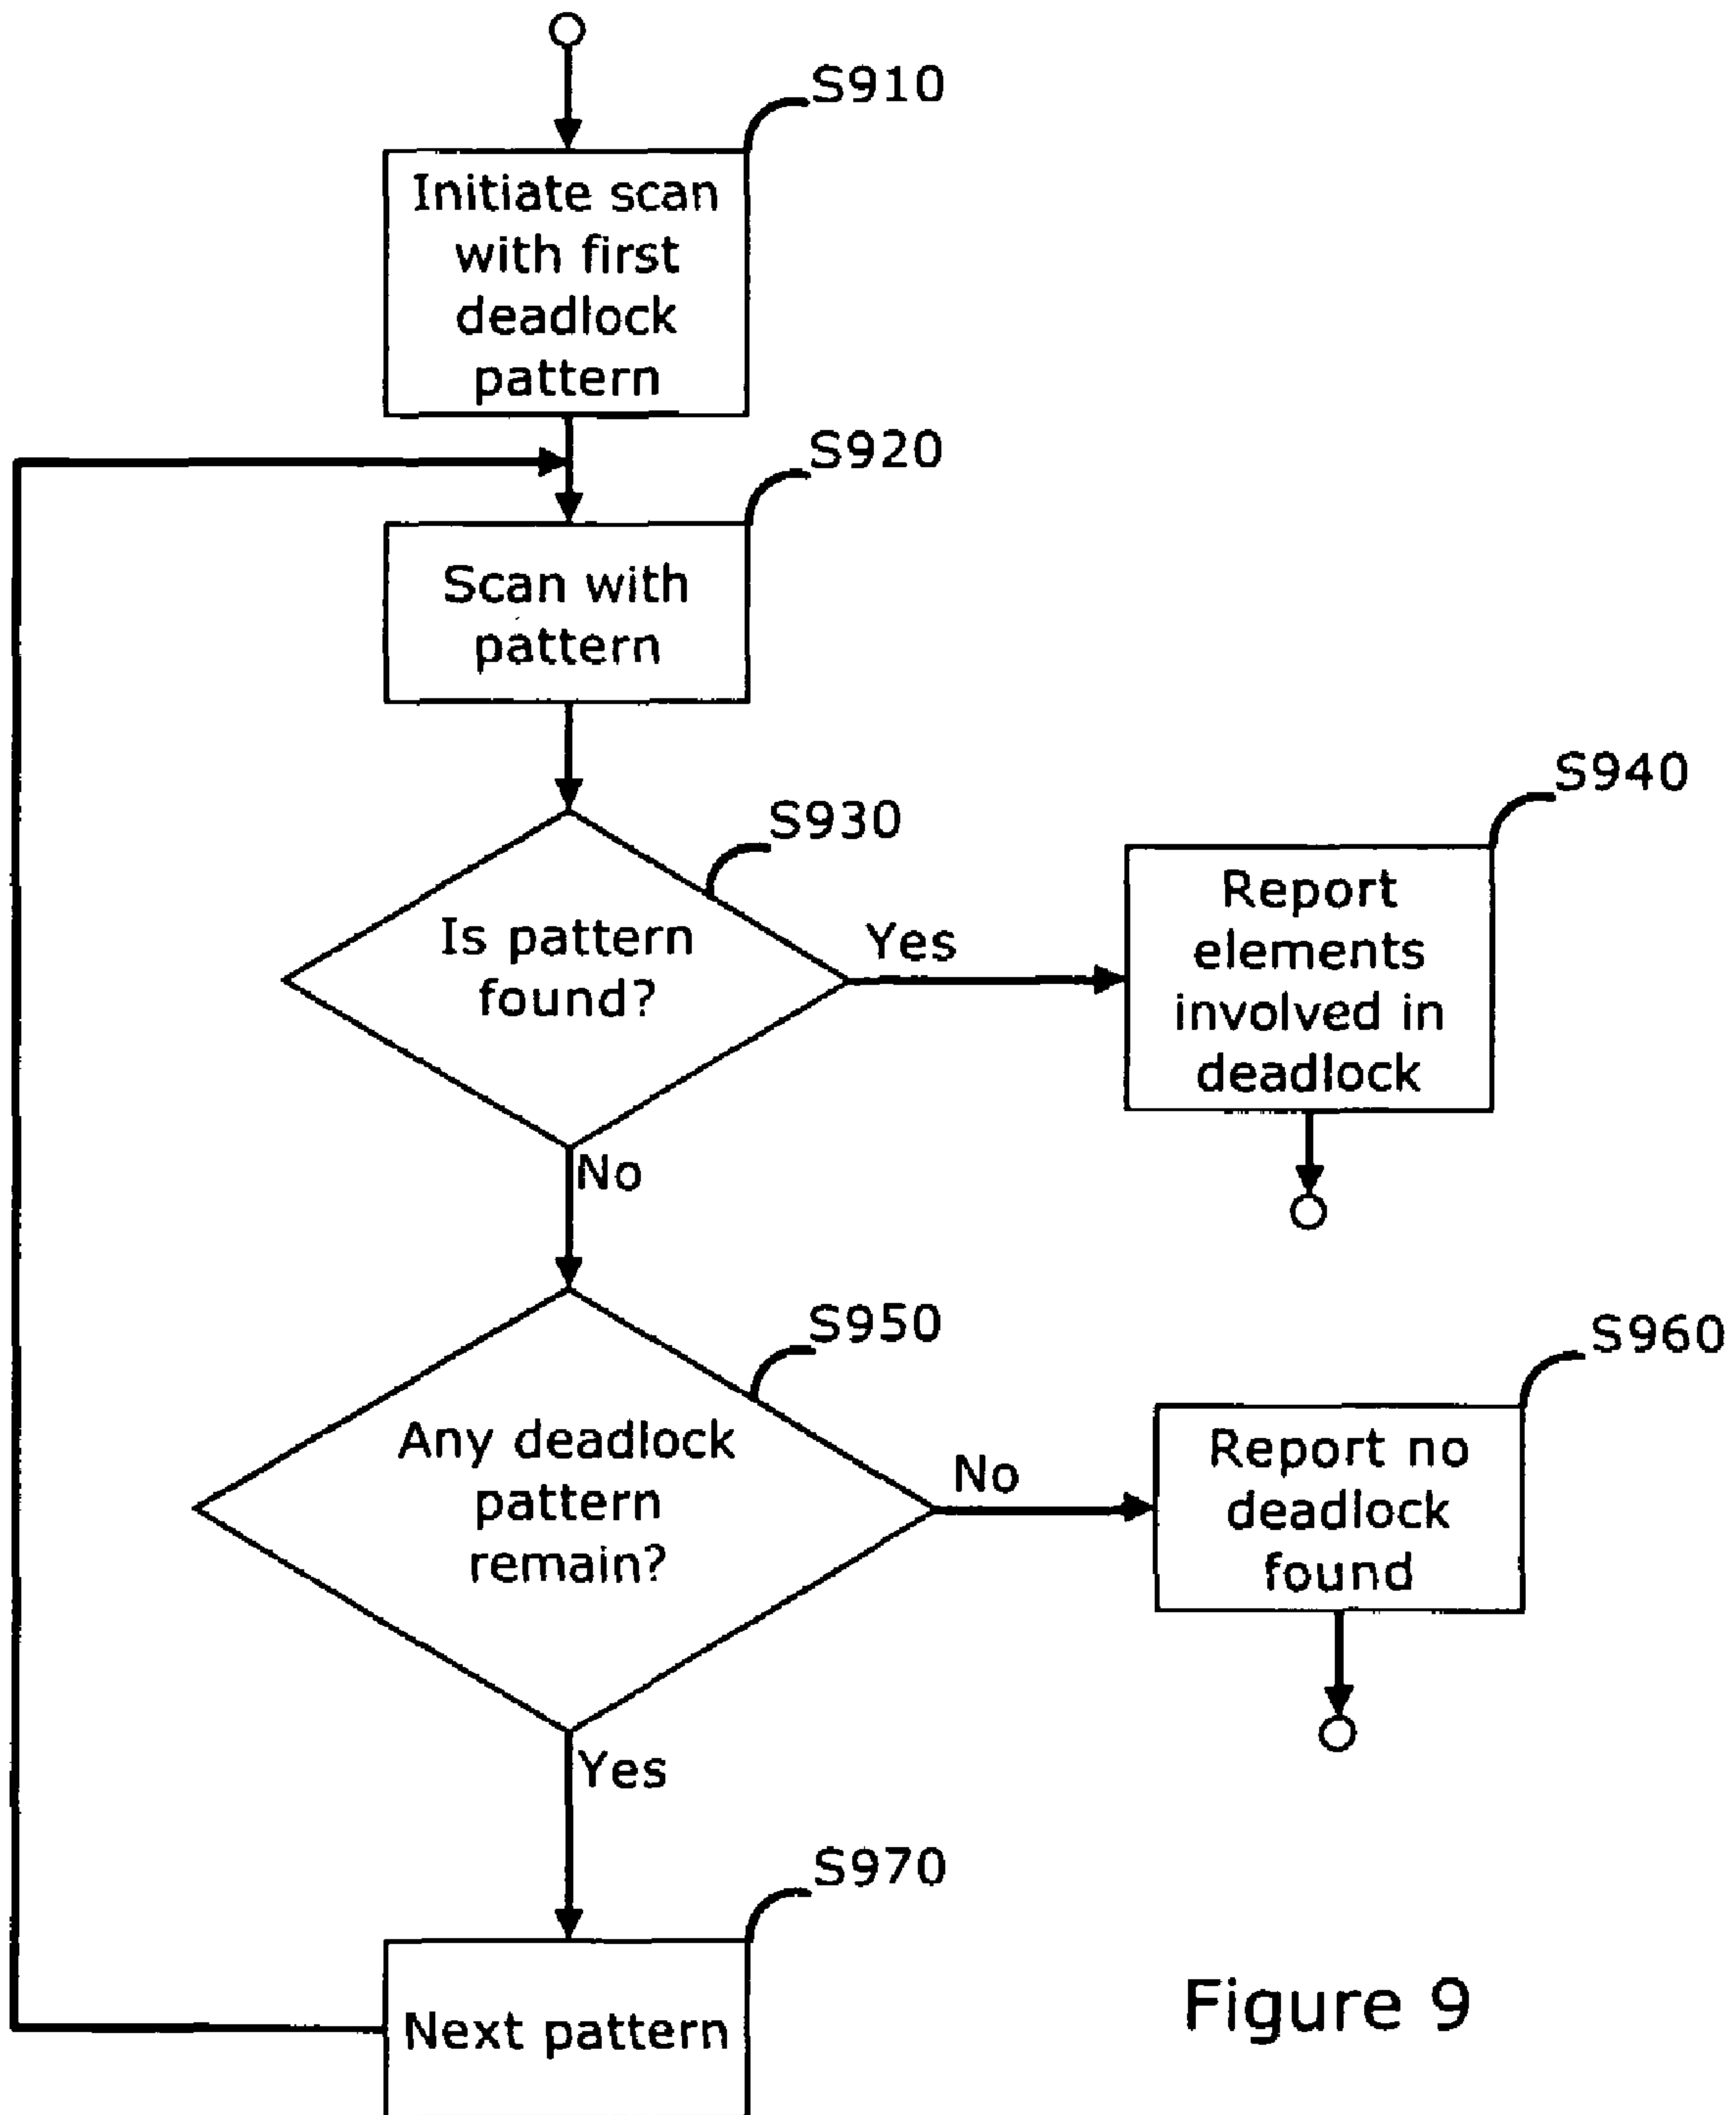 S910
Initiate scan
with first
deadlock
pattern
S920
Scan with
pattern
S930
Is pattern
found?
Yes
S940
Report
elements
involved in
deadlock
No
S950
Any deadlock
pattern
remain?
No
S960
Report no
deadlock
found
Yes
S970
Next pattern
Figure 9